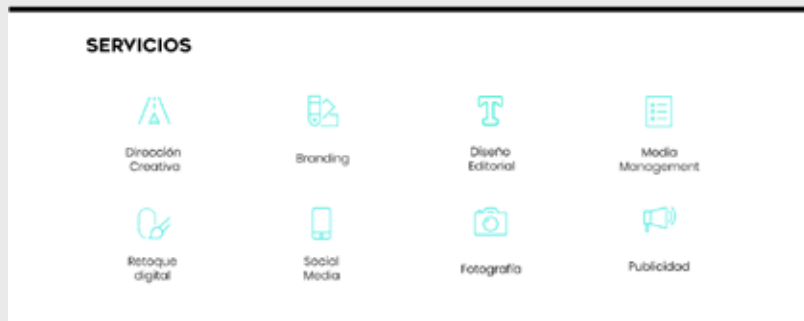 SERVICIOS
Dirección
Creativa
Branding
Diseño
Editorial
Media
Management
Retoque
digital
Social
Media
Fotografía
Publicidad